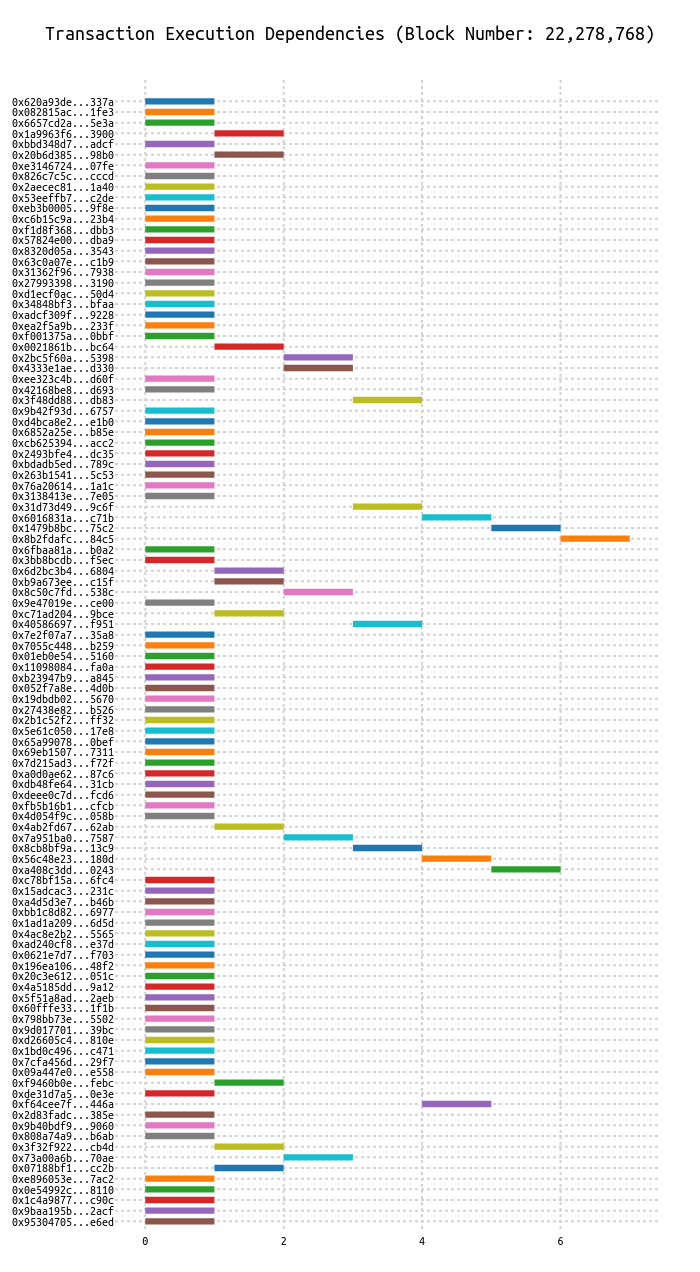 Transaction Execution Dependencies (Block Number: 22,278,768)
0x620a93de...337a
0x082815ac...1fe3
0x6657cd2a...5e3a
0x1a9963f6...3900
0xbbd348d7...adcf
0x20b6d385...98b0
0xe3146724...07fe
0x826c7c5c...cccd
0x2aecec81...1a40
0x53eeffb7...c2de
0xeb3b0005...9f8e
0xc6b15c9a...23b4
0xf1d8f368...dbb3
0x57824e00...dba9
0x8320d05a...3543
0x63c0a07e...c1b9
0x31362f96...7938
0x27993398...3190
0xd1ecf0ac...50d4
0x34848bf3...bfaa
0xadcf309f...9228
0xea2f5a9b...233f
0xf001375a...0bbf
0x0021861b...bc64
0x2bc5f60a...5398
0x4333e1ae...d330
0xee323c4b...d60f
0x42168be8...d693
0x3f48dd88...db83
0x9b42f93d...6757
0xd4bca8e2...e1b0
0x6852a25e...b85e
0xcb625394...acc2
0x2493bfe4...dc35
0xbdadb5ed...789c
0x263b1541...5c53
0x76a20614...1a1c
0x3138413e...7e05
0x31d73d49...9c6f
0x6016831a...c71b
0x1479b8bc...75c2
0x8b2fdafc...84c5
0x6fbaa81a...b0a2
0x3bb8bcdb...f5ec
0x6d2bc3b4...6804
0xb9a673ee...c15f
0x8c50c7fd...538c
0x9e47019e...ce00
0xc71ad204...9bce
0x40586697...f951
0x7e2f07a7...35a8
0x7055c448...b259
0x01eb0e54...5160
0x11098084...fa0a
0xb23947b9...a845
0x052f7a8e...4d0b
0x19dbdb02...5670
0x27438e82...b526
0x2b1c52f2...ff32
0x5e61c050...17e8
0x65a99078...0bef
0x69eb1507...7311
0x7d215ad3...f72f
0xa0d0ae62...87c6
0xdb48fe64...31cb
0xdeee0c7d...fcd6
0xfb5b16b1...cfcb
0x4d054f9c...058b
0x4ab2fd67...62ab
0x7a951ba0...7587
0x8cb8bf9a...13c9
0x56c48e23...180d
0xa408c3dd...0243
0xc78bf15a...6fc4
0x15adcac3...231c
0xa4d5d3e7...b46b
0xbb1c8d82...6977
0x1ad1a209...6d5d
0x4ac8e2b2...5565
0xad240cf8...e37d
0x0621e7d7...f703
0x196ea106...48f2
0x20c3e612...051c
0x4a5185dd...9a12
0x5f51a8ad...2aeb
0x60fffe33...1f1b
0x798bb73e...5502
0x9d017701...39bc
0xd26605c4...810e
0x1bd0c496...c471
0x7cfa456d...29f7
0x09a447e0...e558
0xf9460b0e...febc
0xde31d7a5...0e3e
0xf64cee7f...446a
0x2d83fadc...385e
0x9b40bdf9...9060
0x808a74a9...b6ab
0x3f32f922...cb4d
0x73a00a6b...70ae
0x07188bf1...cc2b
0xe896053e...7ac2
0x0e54992c...8110
0x1c4a9877...c90c
0x9baa195b...2acf
0x95304705...e6ed
0 2 4 6